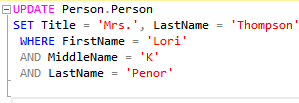 UPDATE Person.Person
SET Title = 'Mrs.', LastName = 'Thompson'
WHERE FirstName = 'Lori'
AND MiddleName = 'K'
AND LastName = 'Penor'